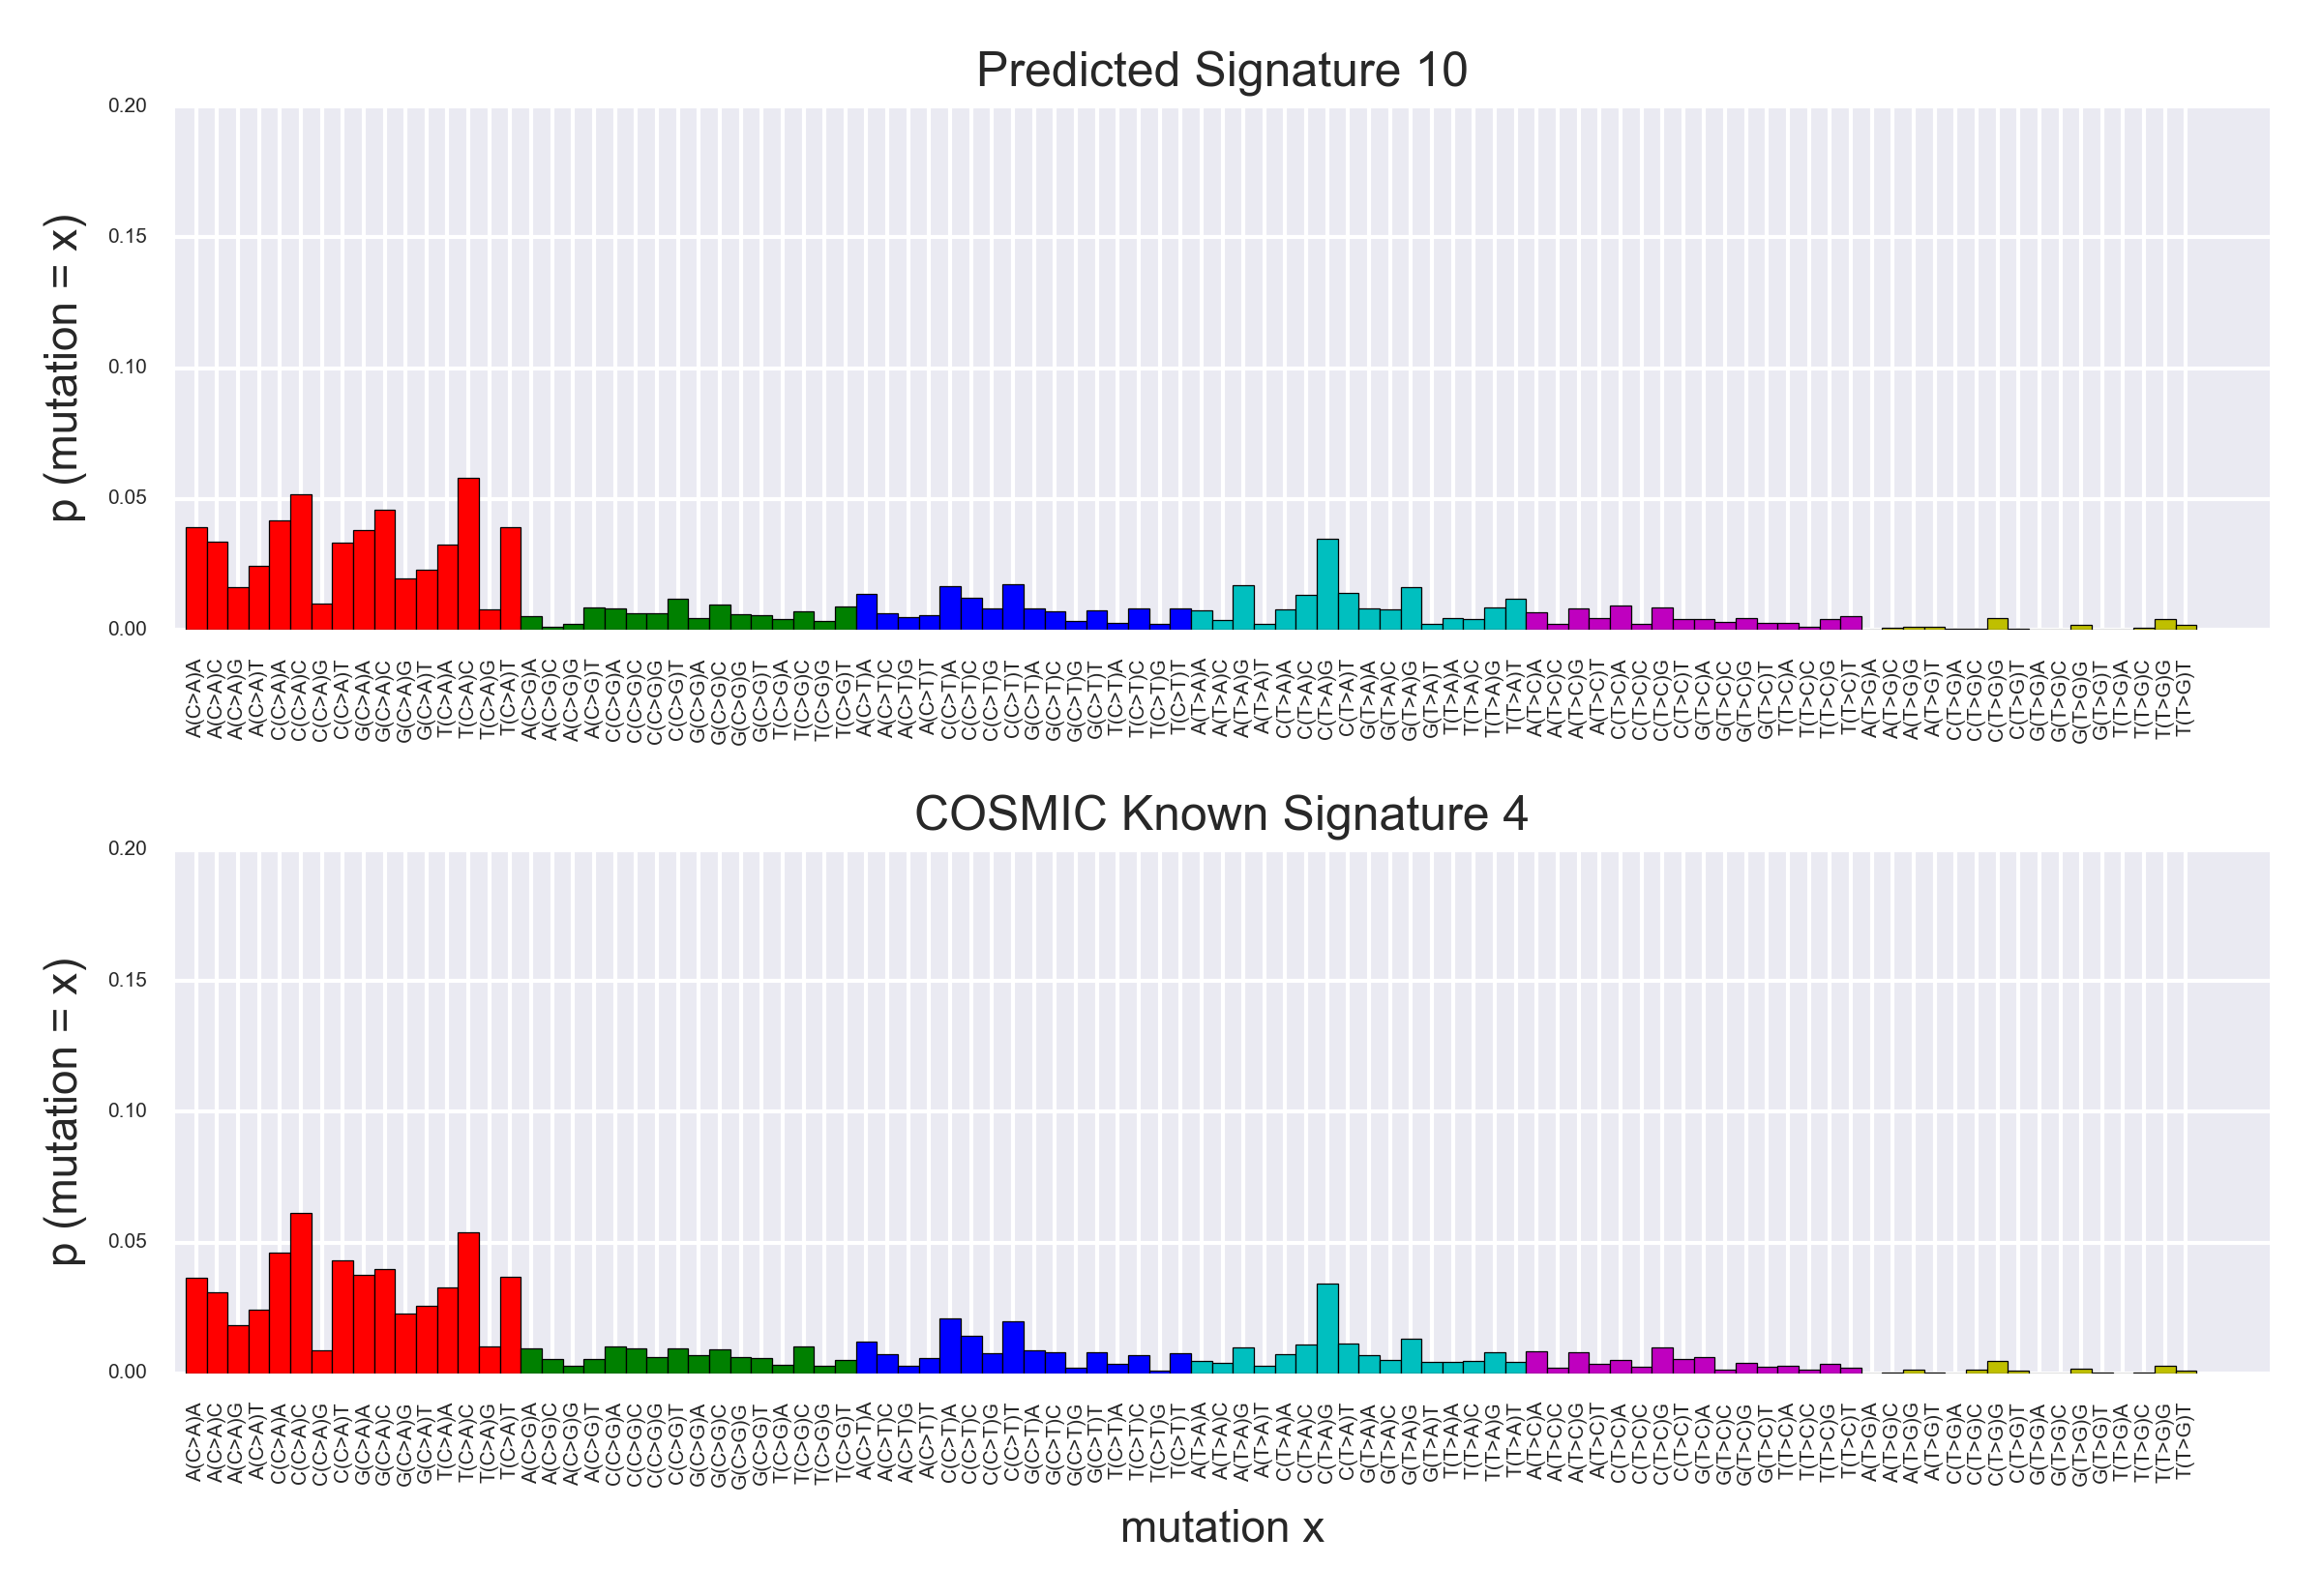 Predicted Signature 10
0.20
0.15
0.10
0.05
0.00
p (mutation = x)
A(C>A)A A(C>A)C A(C>A)G A(C>A)T C(C>A)A C(C>A)C C(C>A)G C(C>A)T G(C>A)A G(C>A)C G(C>A)G G(C>A)T T(C>A)A T(C>A)C T(C>A)G T(C>A)T A(C>G)A A(C>G)C A(C>G)G A(C>G)T C(C>G)A C(C>G)C C(C>G)G C(C>G)T G(C>G)A G(C>G)C G(C>G)G G(C>G)T T(C>G)A T(C>G)C T(C>G)G T(C>G)T A(C>T)A A(C>T)C A(C>T)G A(C>T)T C(C>T)A C(C>T)C C(C>T)G C(C>T)T G(C>T)A G(C>T)C G(C>T)G G(C>T)T T(C>T)A T(C>T)C T(C>T)G T(C>T)T A(T>A)A A(T>A)C A(T>A)G A(T>A)T C(T>A)A C(T>A)C C(T>A)G C(T>A)T G(T>A)A G(T>A)C G(T>A)G G(T>A)T T(T>A)A T(T>A)C T(T>A)G T(T>A)T A(T>C)A A(T>C)C A(T>C)G A(T>C)T C(T>C)A C(T>C)C C(T>C)G C(T>C)T G(T>C)A G(T>C)C G(T>C)G G(T>C)T T(T>C)A T(T>C)C T(T>C)G T(T>C)T A(T>G)A A(T>G)C A(T>G)G A(T>G)T C(T>G)A C(T>G)C C(T>G)G C(T>G)T G(T>G)A G(T>G)C G(T>G)G G(T>G)T T(T>G)A T(T>G)C T(T>G)G T(T>G)T
COSMIC Known Signature 4
0.20
0.15
0.10
0.05
0.00
p (mutation = x)
A(C>A)A A(C>A)C A(C>A)G A(C>A)T C(C>A)A C(C>A)C C(C>A)G C(C>A)T G(C>A)A G(C>A)C G(C>A)G G(C>A)T T(C>A)A T(C>A)C T(C>A)G T(C>A)T A(C>G)A A(C>G)C A(C>G)G A(C>G)T C(C>G)A C(C>G)C C(C>G)G C(C>G)T G(C>G)A G(C>G)C G(C>G)G G(C>G)T T(C>G)A T(C>G)C T(C>G)G T(C>G)T A(C>T)A A(C>T)C A(C>T)G A(C>T)T C(C>T)A C(C>T)C C(C>T)G C(C>T)T G(C>T)A G(C>T)C G(C>T)G G(C>T)T T(C>T)A T(C>T)C T(C>T)G T(C>T)T A(T>A)A A(T>A)C A(T>A)G A(T>A)T C(T>A)A C(T>A)C C(T>A)G C(T>A)T G(T>A)A G(T>A)C G(T>A)G G(T>A)T T(T>A)A T(T>A)C T(T>A)G T(T>A)T A(T>C)A A(T>C)C A(T>C)G A(T>C)T C(T>C)A C(T>C)C C(T>C)G C(T>C)T G(T>C)A G(T>C)C G(T>C)G G(T>C)T T(T>C)A T(T>C)C T(T>C)G T(T>C)T A(T>G)A A(T>G)C A(T>G)G A(T>G)T C(T>G)A C(T>G)C C(T>G)G C(T>G)T G(T>G)A G(T>G)C G(T>G)G G(T>G)T T(T>G)A T(T>G)C T(T>G)G T(T>G)T
mutation x